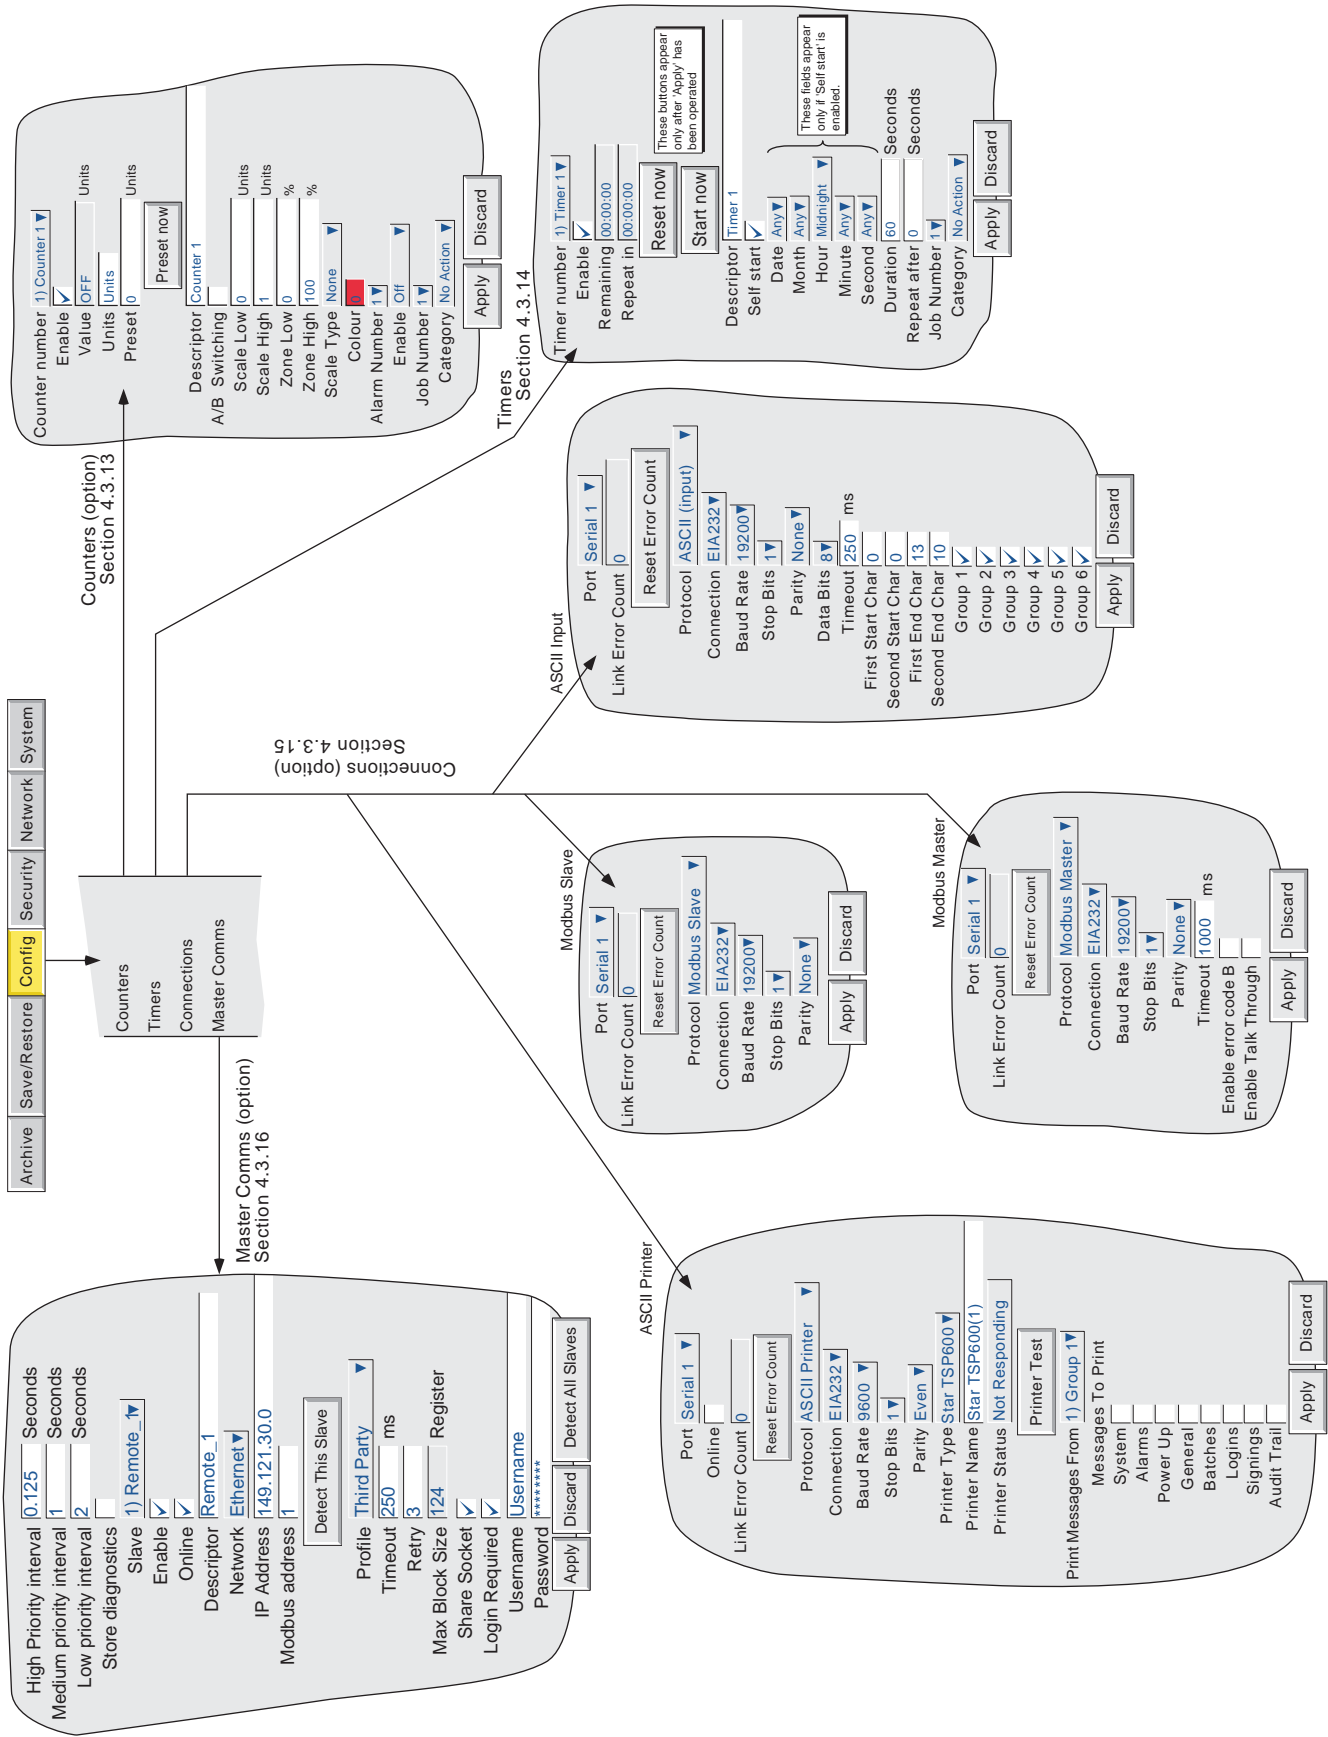 Archive
Save/Restore
Config
Security
Network
System
Counters
Timers
Connections
Master Comms
Master Comms (option)
Section 4.3.16
High Priority interval 0.125 Seconds
Medium priority interval 1 Seconds
Low priority interval 2 Seconds
Store diagnostics
Slave 1) Remote_1
Enable
Online
Descriptor Remote_1
Network Ethernet
IP Address 149.121.30.0
Modbus address 1
Detect This Slave
Profile Third Party
Timeout 250 ms
Retry 3
Max Block Size 124 Register
Share Socket
Login Required
Username Username
Password ********
Apply Discard Detect All Slaves
Counters (option)
Section 4.3.13
Counter number 1) Counter 1
Enable
Value OFF Units
Units Units
Preset 0 Units
Preset now
Descriptor Counter 1
A/B Switching
Scale Low 0 Units
Scale High 1 Units
Zone Low 0 %
Zone High 100 %
Scale Type None
Colour 0
Alarm Number 1
Enable Off
Job Number 1
Category No Action
Apply Discard
Timers
Section 4.3.14
Timer number 1) Timer 1
Enable
Remaining 00:00:00
Repeat in 00:00:00
Reset now
Start now
These buttons appear
only after 'Apply' has
been operated
Descriptor Timer 1
Self start
Date Any
Month Any
Hour Midnight
Minute Any
Second Any
These fields appear
only if 'Self start' is
enabled.
Duration 60 Seconds
Repeat after 0 Seconds
Job Number 1
Category No Action
Apply Discard
Connections (option)
Section 4.3.15
ASCII Input
Port Serial 1
Link Error Count 0
Reset Error Count
Protocol ASCII (input)
Connection EIA232
Baud Rate 19200
Stop Bits 1
Parity None
Data Bits 8
Timeout 250 ms
First Start Char 0
Second Start Char 0
First End Char 13
Second End Char 10
Group 1
Group 2
Group 3
Group 4
Group 5
Group 6
Apply Discard
Modbus Slave
Port Serial 1
Link Error Count 0
Reset Error Count
Protocol Modbus Slave
Connection EIA232
Baud Rate 19200
Stop Bits 1
Parity None
Apply Discard
Modbus Master
Port Serial 1
Link Error Count 0
Reset Error Count
Protocol Modbus Master
Connection EIA232
Baud Rate 19200
Stop Bits 1
Parity None
Timeout 1000 ms
Enable error code B
Enable Talk Through
Apply Discard
ASCII Printer
Port Serial 1
Online
Link Error Count 0
Reset Error Count
Protocol ASCII Printer
Connection EIA232
Baud Rate 9600
Stop Bits 1
Parity Even
Printer Type Star TSP600
Printer Name Star TSP600(1)
Printer Status Not Responding
Printer Test
Print Messages From 1) Group 1
Messages To Print
System
Alarms
Power Up
General
Batches
Logins
Signings
Audit Trail
Apply Discard